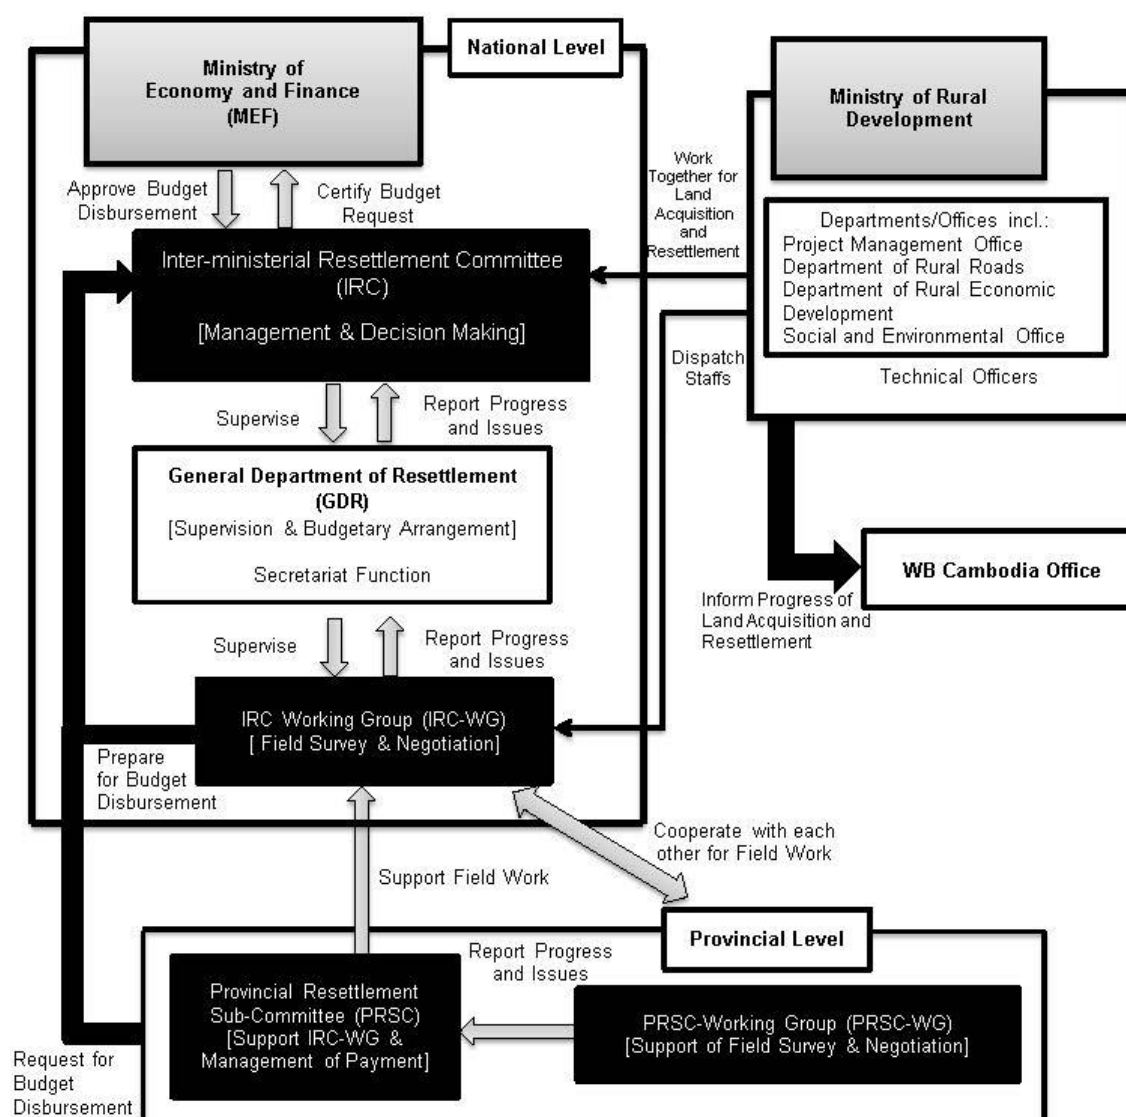 Ministry of
Economy and Finance
(MEF)
National Level
Ministry of Rural
Development
Approve Budget
Disbursement
Certify Budget
Request
Work
Together for
Land
Acquisition
and
Resettlement
Departments/Offices incl.:
Project Management Office
Department of Rural Roads
Department of Rural Economic
Development
Social and Environmental Office
Technical Officers
Inter-ministerial Resettlement Committee
(IRC)
[Management & Decision Making]
Dispatch
Staffs
Supervise
Report Progress
and Issues
General Department of Resettlement
(GDR)
[Supervision & Budgetary Arrangement]
Secretariat Function
WB Cambodia Office
Inform Progress of
Land Acquisition and
Resettlement
Supervise
Report Progress
and Issues
IRC Working Group (IRC-WG)
[ Field Survey & Negotiation]
Prepare
for Budget
Disbursement
Cooperate with each
other for Field Work
Support Field Work
Provincial Level
Report Progress
and Issues
Provincial Resettlement
Sub-Committee (PRSC)
[Support IRC-WG &
Management of Payment]
PRSC-Working Group (PRSC-WG)
[Support of Field Survey & Negotiation]
Request for
Budget
Disbursement